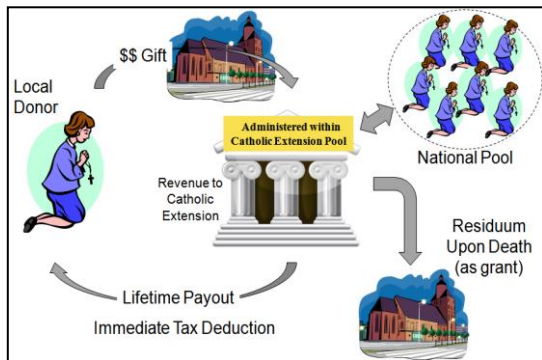 $$ Gift
Local
Donor
Administered within
Catholic Extension Pool
National Pool
Revenue to
Catholic
Extension
Residuum
Upon Death
(as grant)
Lifetime Payout
Immediate Tax Deduction